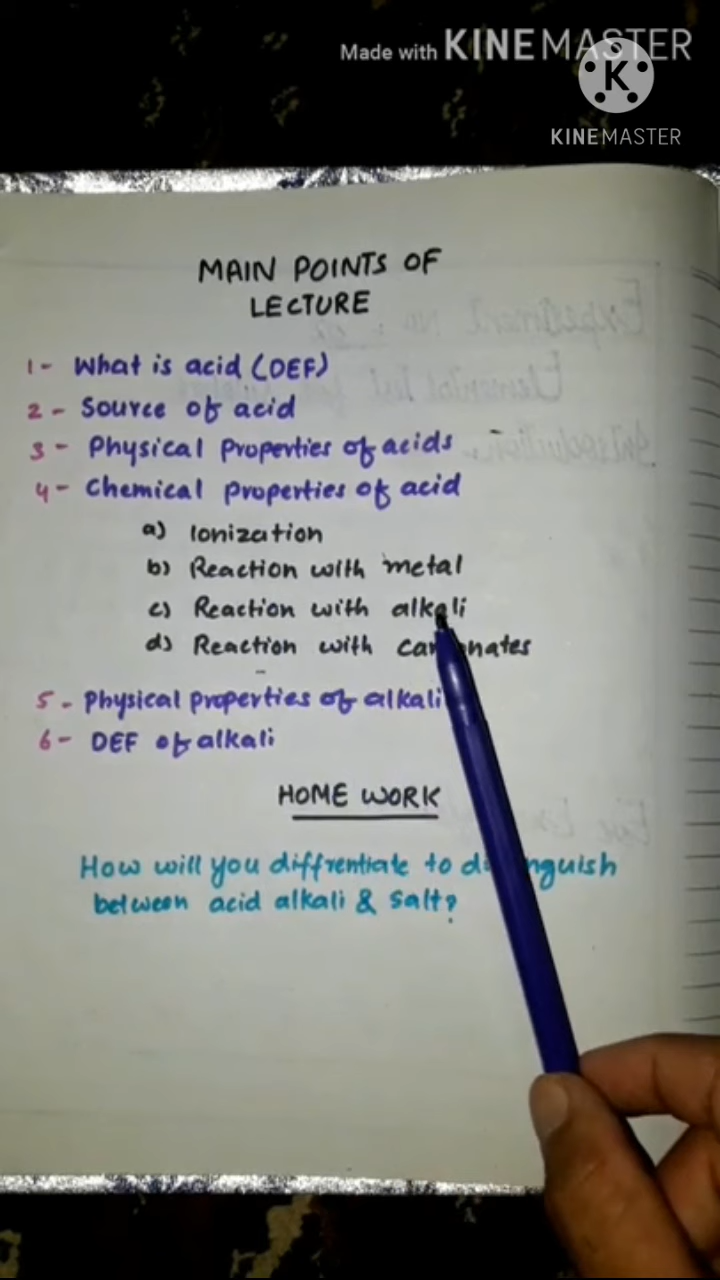 Made with KINEMASTER
K
KINEMASTER
MAIN POINTS OF
LECTURE
1- What is acid (DEF)
2- Source of acid
3- Physical Properties of acids
4- Chemical properties of acid
a) Ionization
b) Reaction with metal
c) Reaction with alkali
d) Reaction with carbonates
5- Physical properties of alkali
6- DEF of alkali
HOME WORK
How will you diffrentiate to distinguish
between acid alkali & Salt?